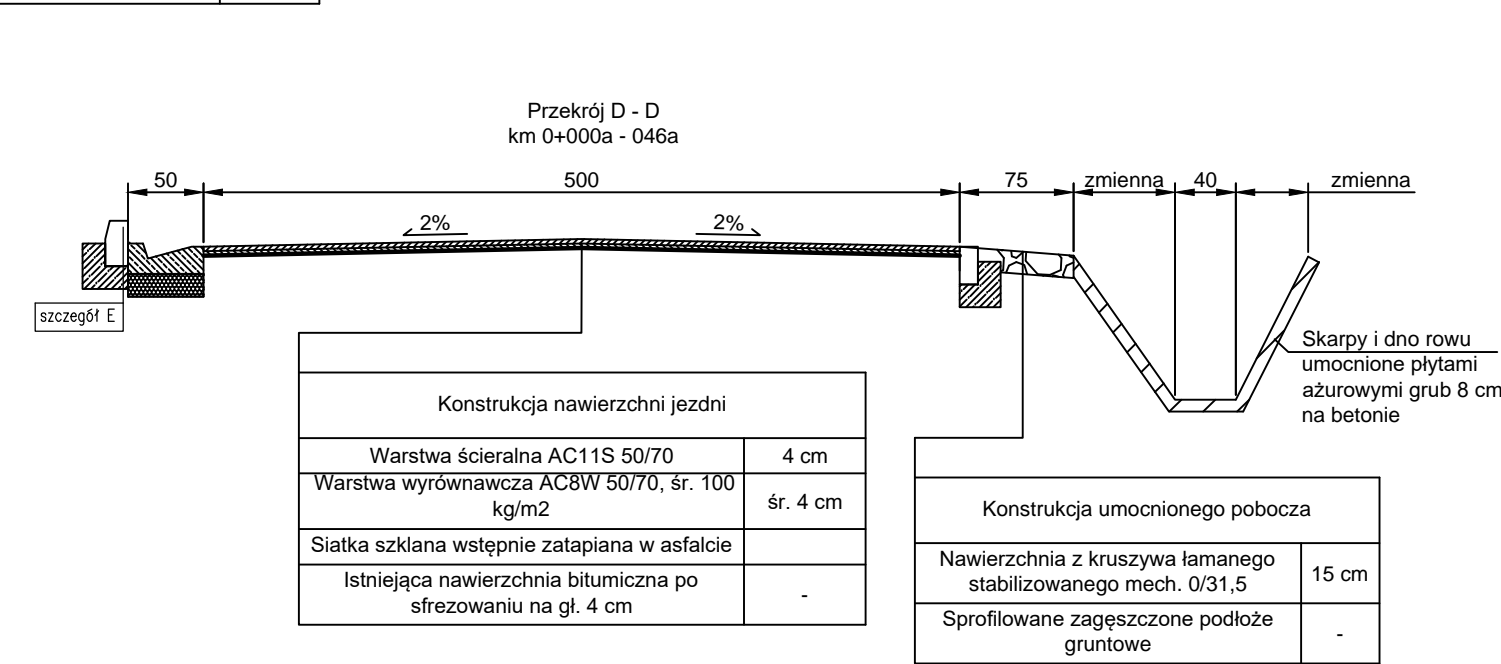 Przekrój D - D
km 0+000a - 046a
50
500
75
zmienna
40
zmienna
2%
2%
szczegół E
Skarpy i dno rowu
umocnione płytami
ażurowymi grub 8 cm
na betonie
Konstrukcja nawierzchni jezdni
Warstwa ścieralna AC11S 50/70
4 cm
Warstwa wyrównawcza AC8W 50/70, śr. 100
kg/m2
śr. 4 cm
Siatka szklana wstępnie zatapiana w asfalcie
Istniejąca nawierzchnia bitumiczna po
sfrezowaniu na gł. 4 cm
-
Konstrukcja umocnionego pobocza
Nawierzchnia z kruszywa łamanego
stabilizowanego mech. 0/31,5
15 cm
Sprofilowane zagęszczone podłoże
gruntowe
-